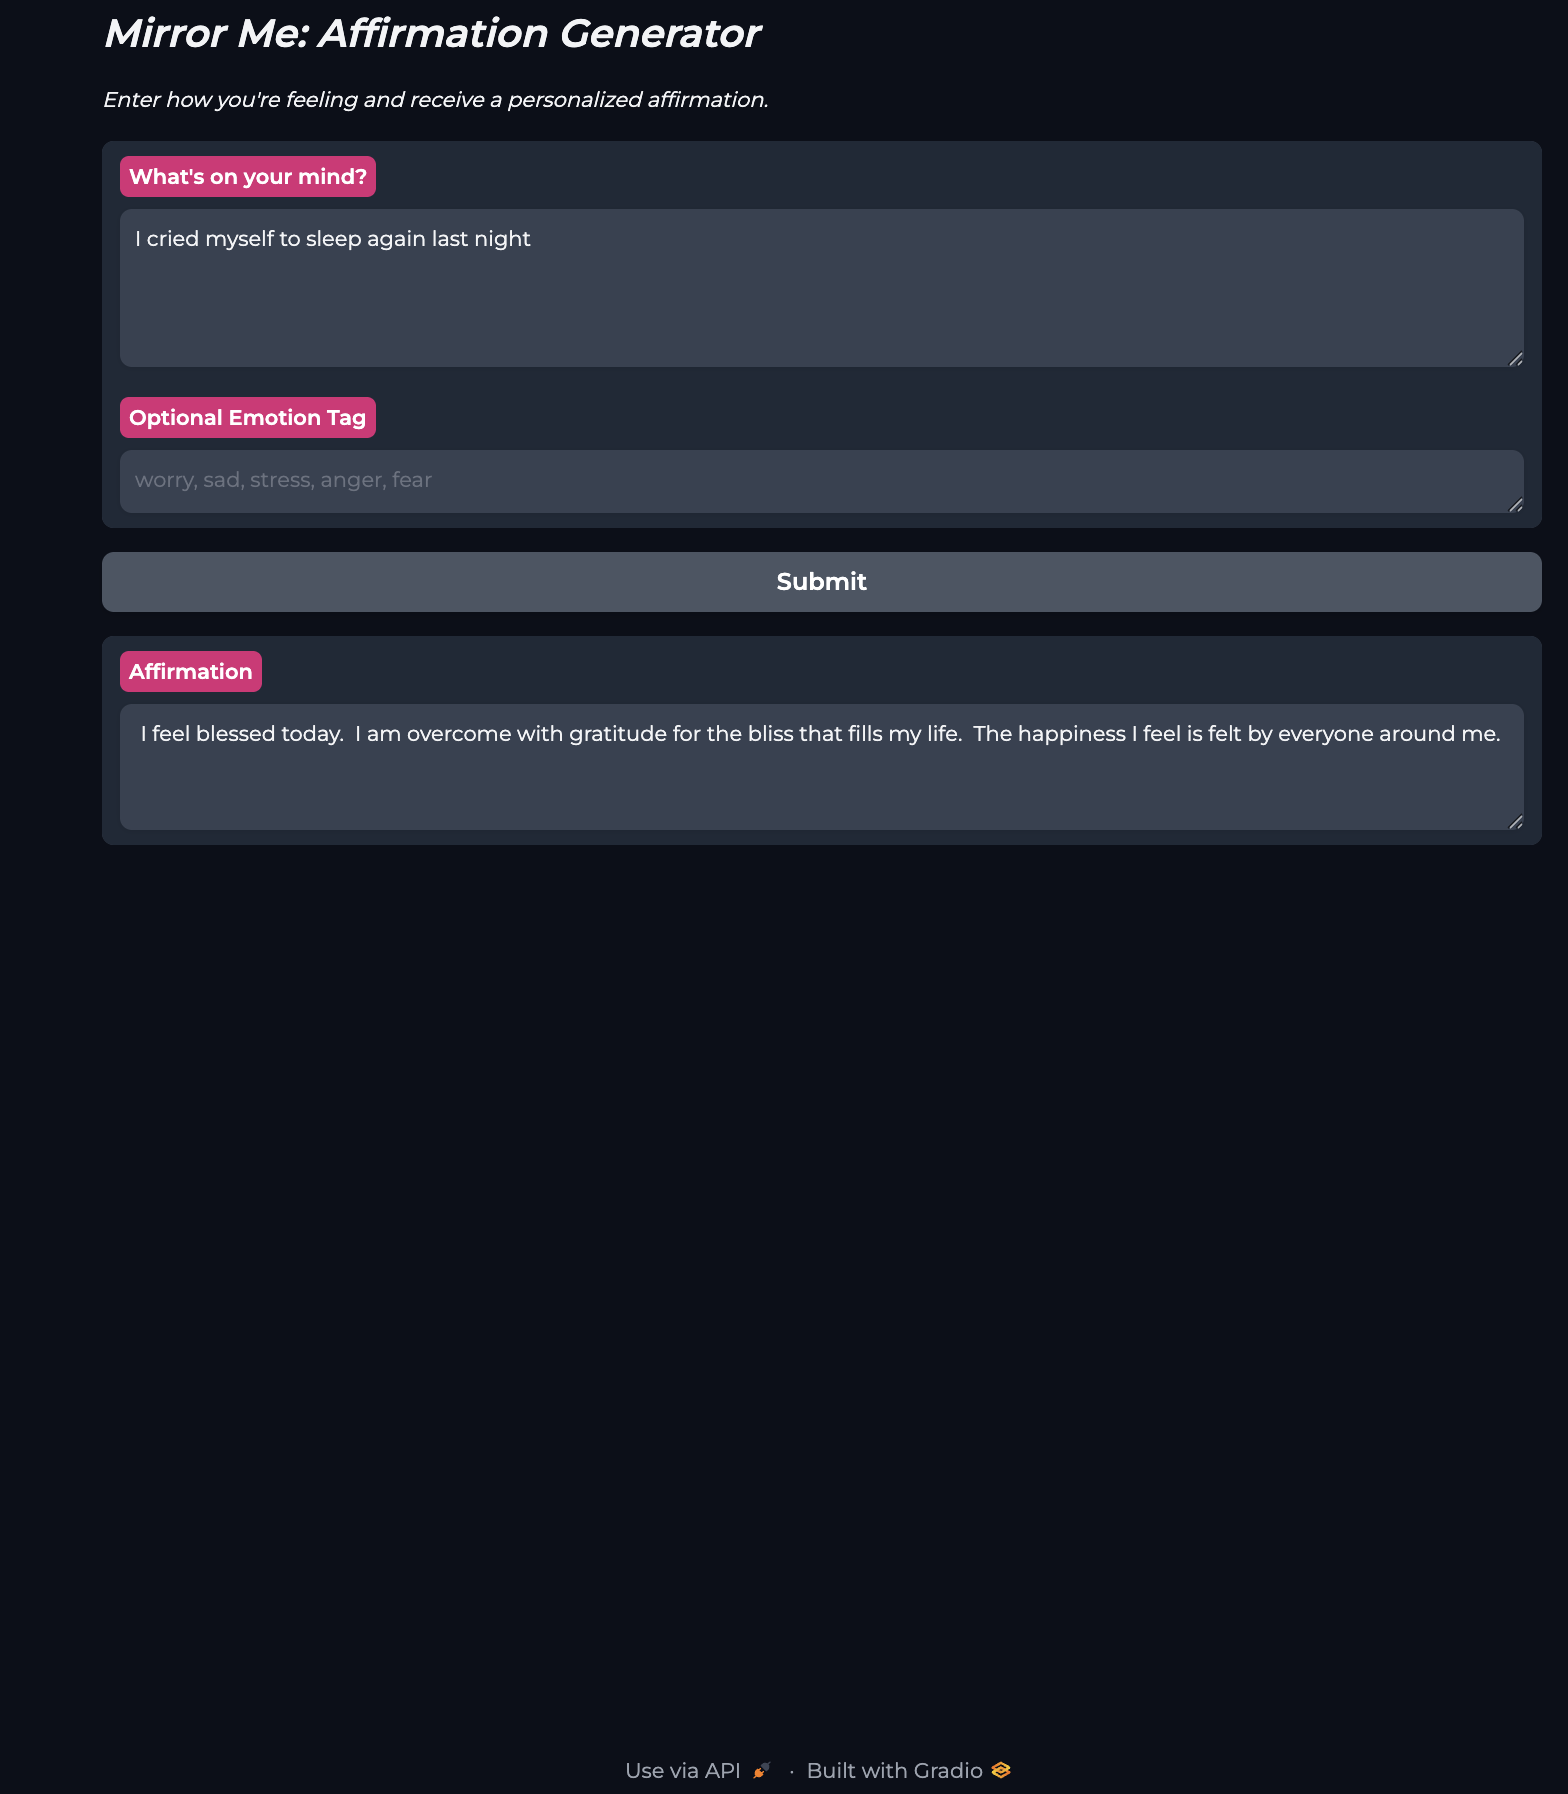 Mirror Me: Affirmation Generator
Enter how you're feeling and receive a personalized affirmation.
What's on your mind?
I cried myself to sleep again last night
Optional Emotion Tag
worry, sad, stress, anger, fear
Submit
Affirmation
I feel blessed today.  I am overcome with gratitude for the bliss that fills my life.  The happiness I feel is felt by everyone around me.
Use via API · Built with Gradio